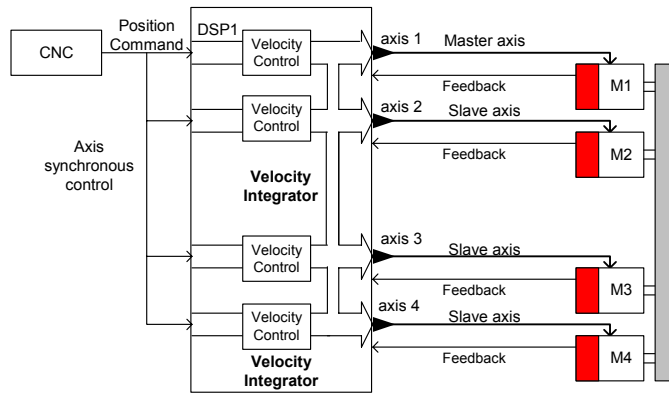 Position
Command
DSP1
CNC
Velocity
Control
axis 1
Master axis
Feedback
M1
Velocity
Control
axis 2
Slave axis
Feedback
M2
Axis
synchronous
control
Velocity
Integrator
Velocity
Control
axis 3
Slave axis
Feedback
M3
Velocity
Control
axis 4
Slave axis
Feedback
M4
Velocity
Integrator